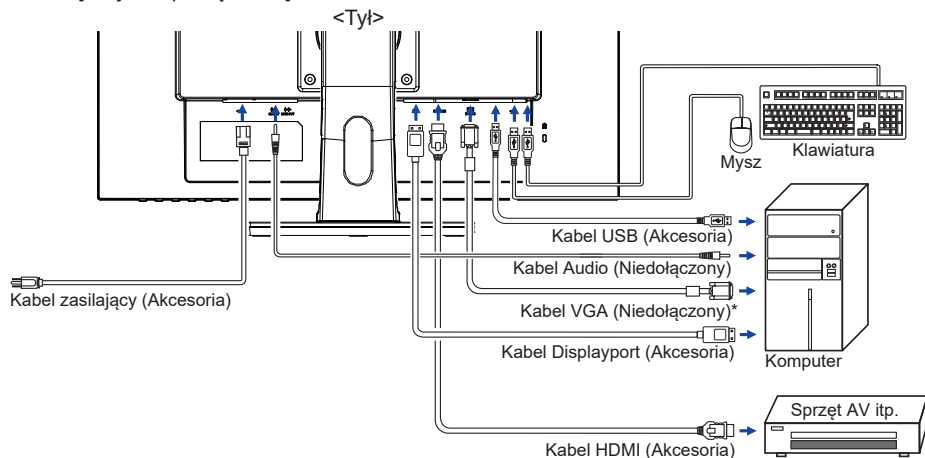 <Tył>
Mysz
Klawiatura
Kabel USB (Akcesoria)
Kabel Audio (Niedołączony)
Kabel zasilający (Akcesoria)
Kabel VGA (Niedołączony)*
Kabel Displayport (Akcesoria)
Komputer
Sprzęt AV itp.
Kabel HDMI (Akcesoria)